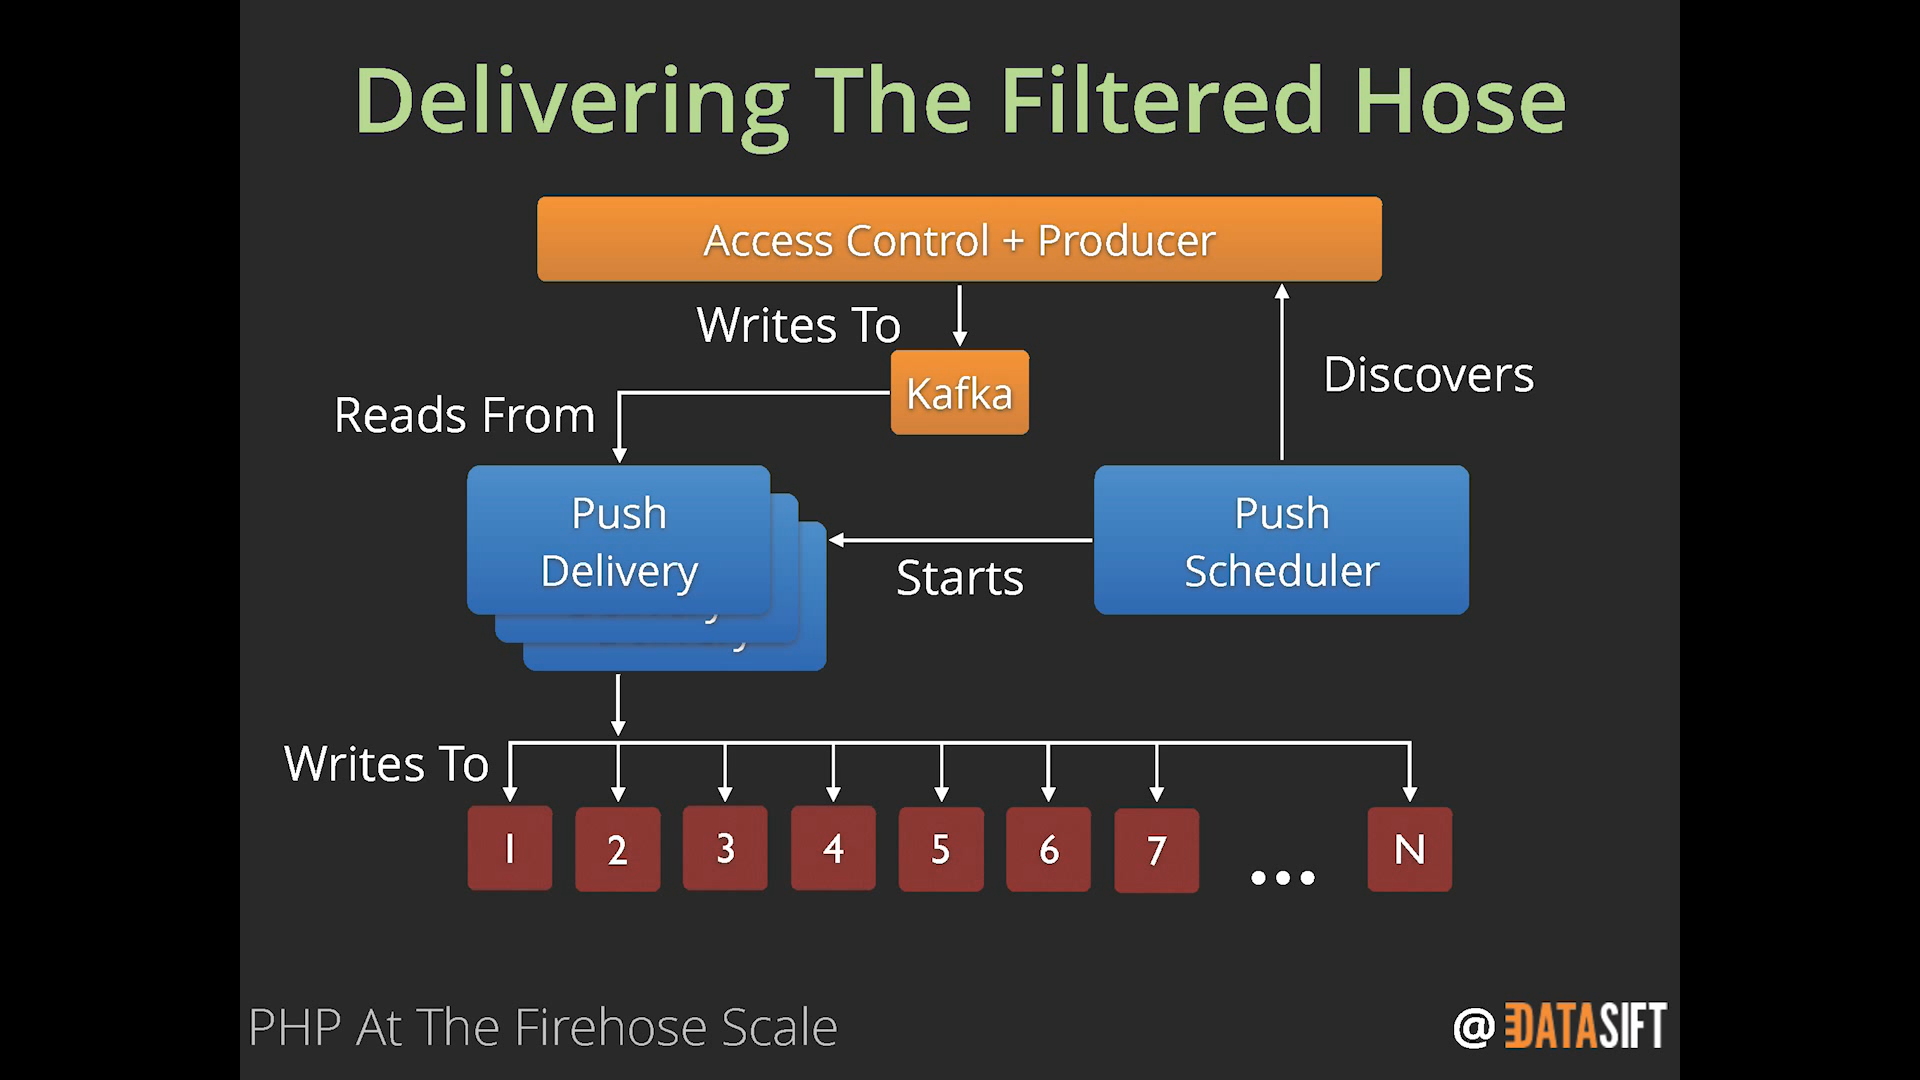 Delivering The Filtered Hose
Access Control + Producer
Writes To
Kafka
Discovers
Reads From
Push
Delivery
Push
Scheduler
Starts
Writes To
1 2 3 4 5 6 7 ... N
PHP At The Firehose Scale
@ DATASIFT